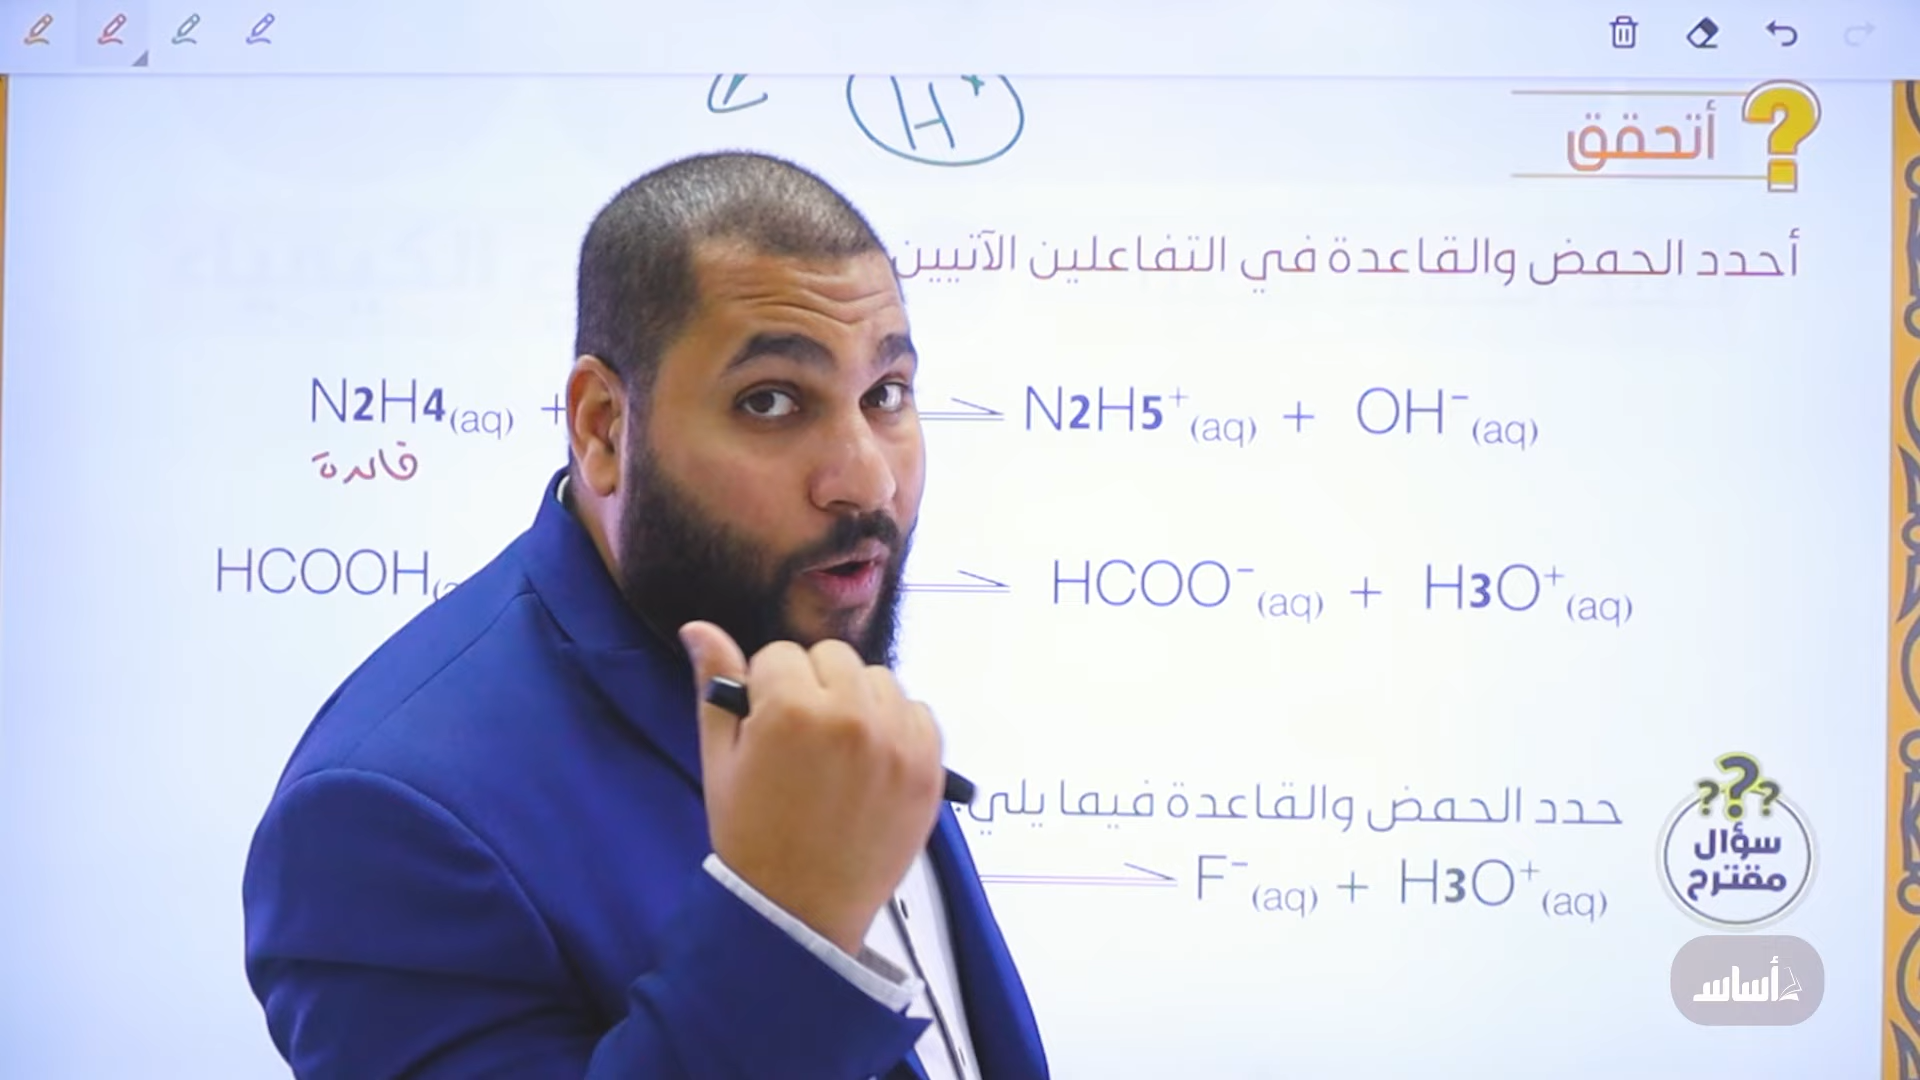 H+
أتحقق
أحدد الحمض والقاعدة في التفاعلين الآتيين
N2H4(aq) + ⇀ N2H5⁺(aq) + OH⁻(aq)
قاعدة
HCOOH ⇀ HCOO⁻(aq) + H3O⁺(aq)
حدد الحمض والقاعدة فيما يلي:
⇀ F⁻(aq) + H3O⁺(aq)
???
سؤال
مقترح
أساس